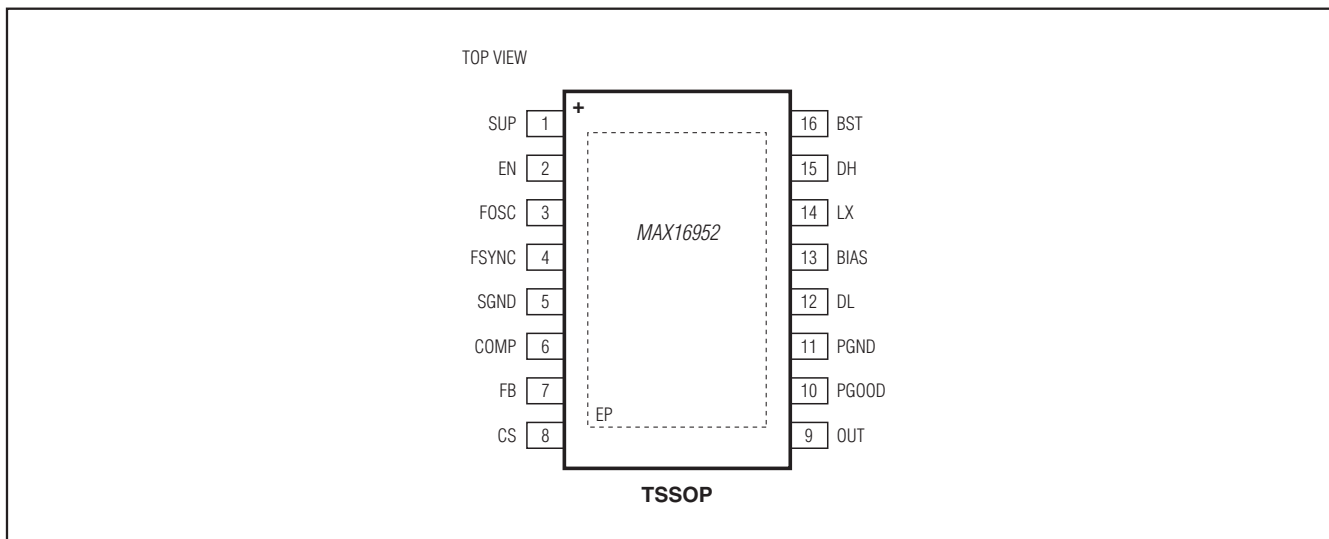 TOP VIEW
+
SUP 1 16 BST
EN 2 15 DH
FOSC 3 14 LX
MAX16952
FSYNC 4 13 BIAS
SGND 5 12 DL
COMP 6 11 PGND
FB 7 10 PGOOD
EP
CS 8 9 OUT
TSSOP